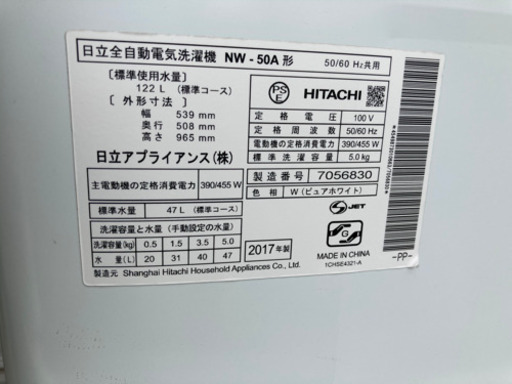 日立全自動電気洗濯機 NW-50A 形 50/60 Hz共用
[標準使用水量]
122 L (標準コース)
[外形寸法]
幅 539 mm
奥行 508 mm
高さ 965 mm
日立アプライアンス(株)
PS
E
HITACHI
定格電圧 100 V
定格周波数 50/60 Hz
電動機の定格消費電力 390/455 W
標準洗濯容量 5.0 kg
主電動機の定格消費電力 390/455 W
製造番号 7056830
色相 W (ピュアホワイト)
標準水量 47 L (標準コース)
洗濯容量と水量 (手動設定の水量)
洗濯容量(kg) 0.5 1.5 3.5 5.0
水量(L) 20 31 40 47
2017年製
JET
G
MADE IN CHINA
1CHSE4321-A
製造元 Shanghai Hitachi Household Appliances Co., Ltd.
-PP-